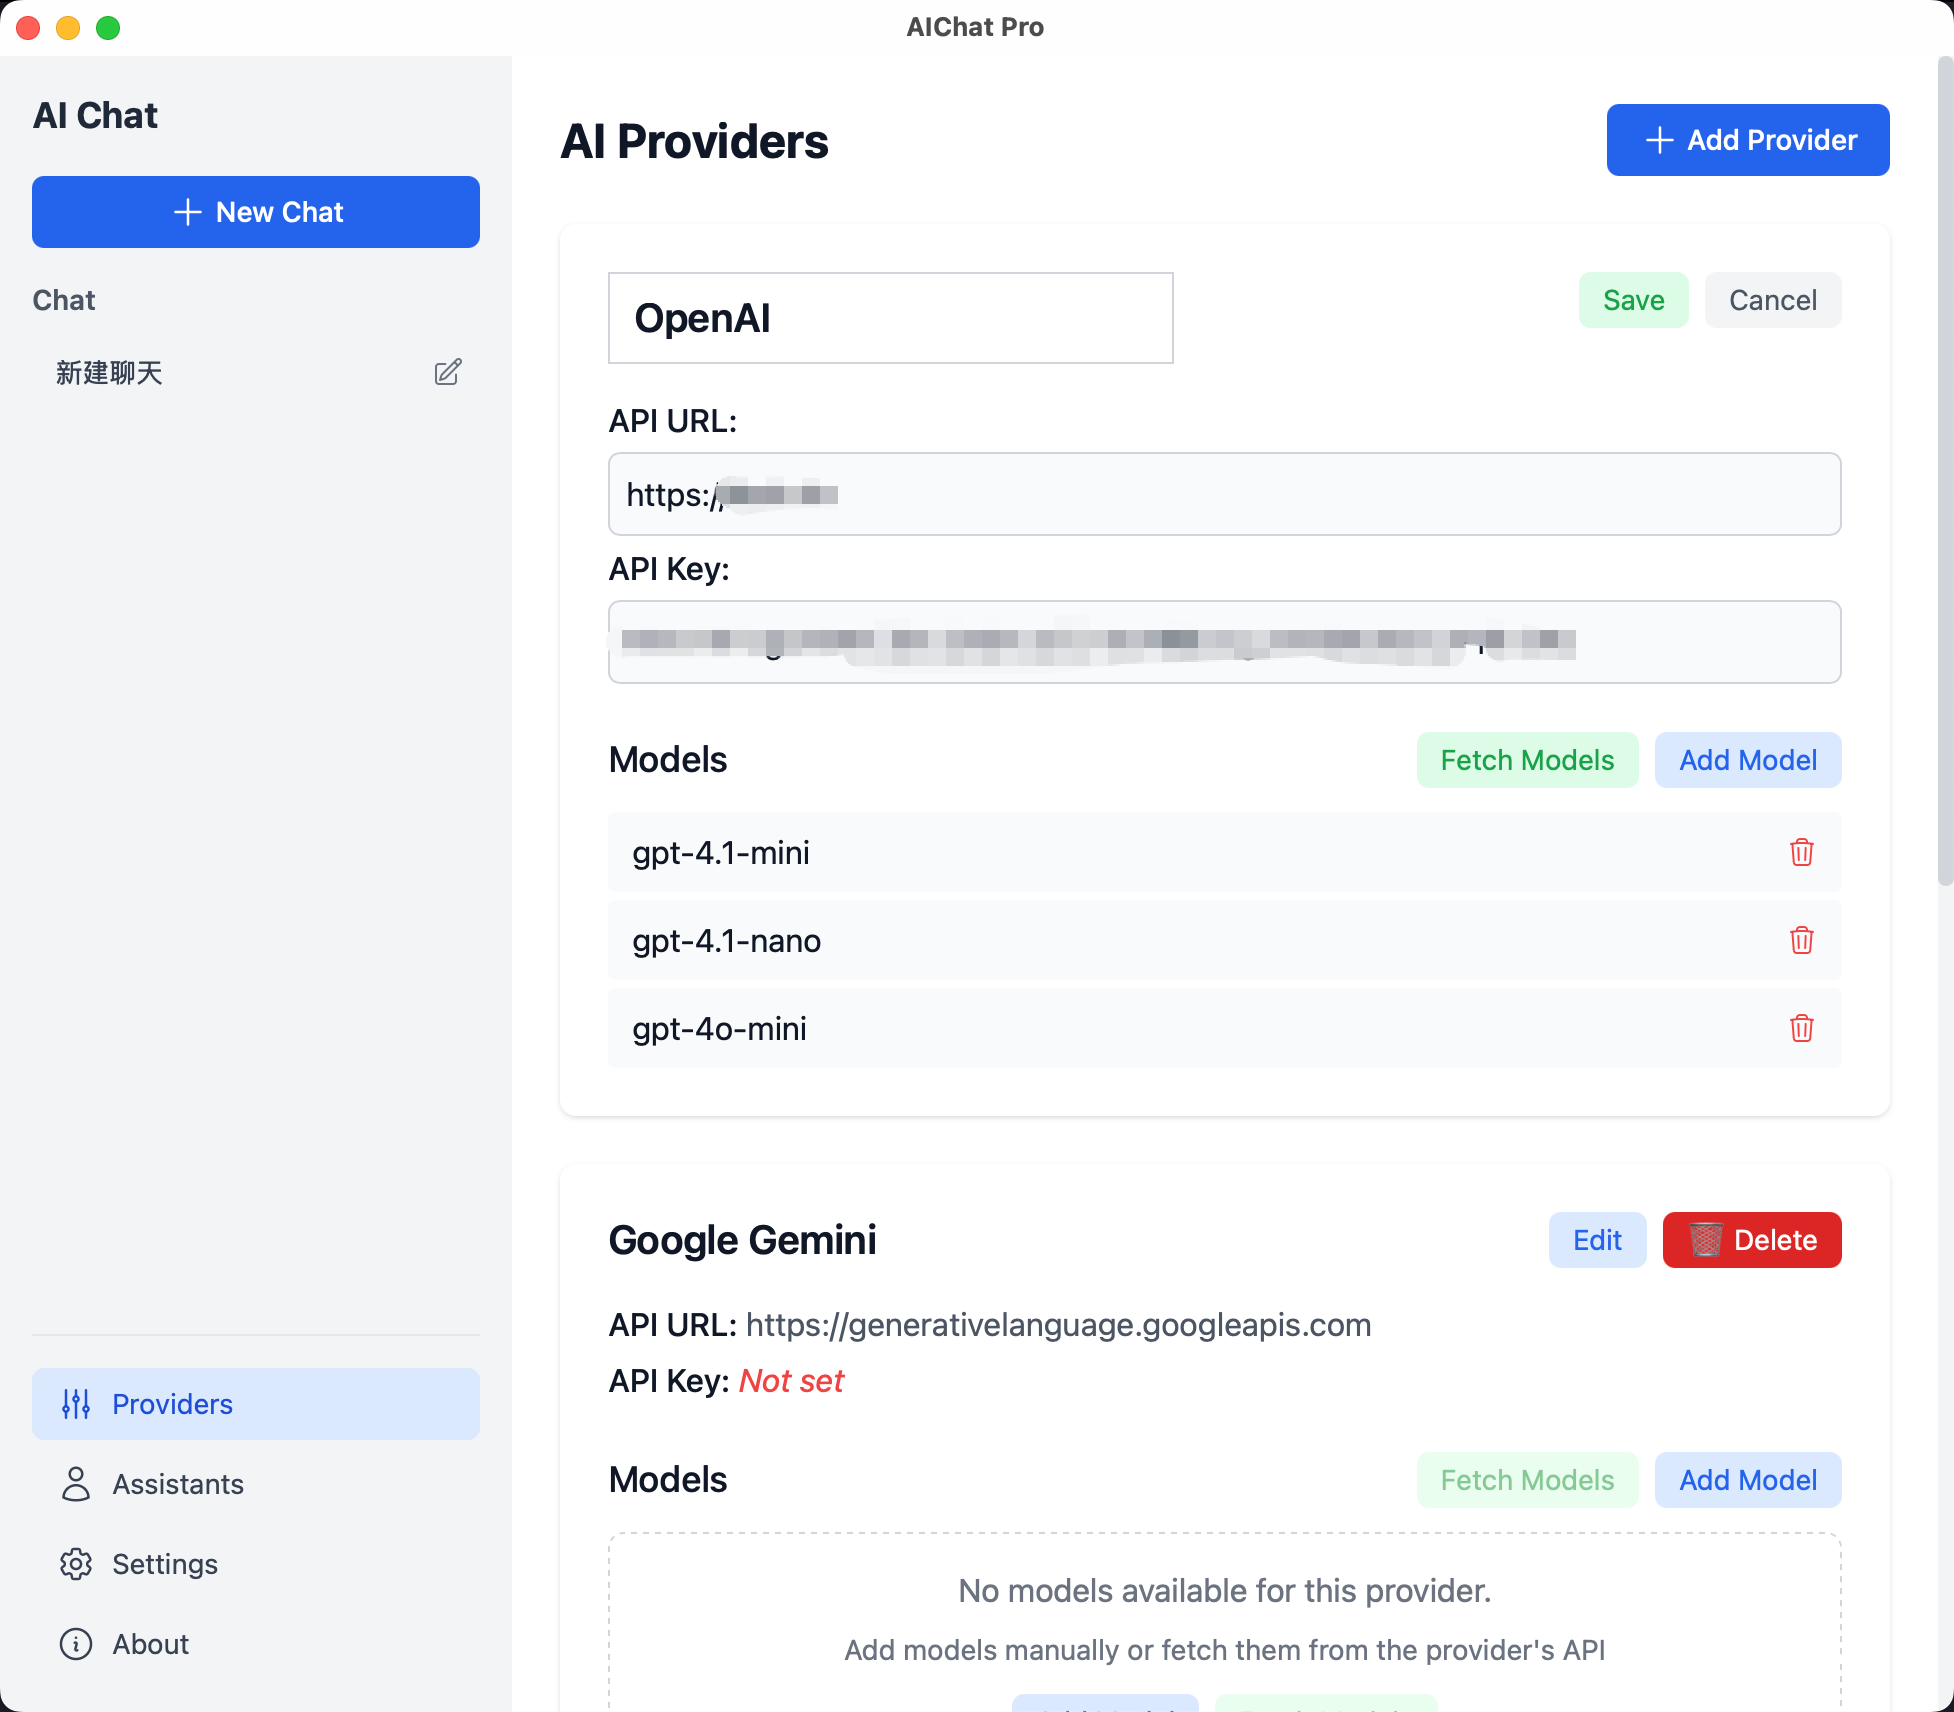 AIChat Pro
AI Chat
New Chat
Chat
新建聊天
Providers
Assistants
Settings
About
AI Providers
Add Provider
OpenAI
Save
Cancel
API URL:
https://
API Key:
Models
Fetch Models
Add Model
gpt-4.1-mini
gpt-4.1-nano
gpt-4o-mini
Google Gemini
Edit
Delete
API URL: https://generativelanguage.googleapis.com
API Key: Not set
Models
Fetch Models
Add Model
No models available for this provider.
Add models manually or fetch them from the provider's API